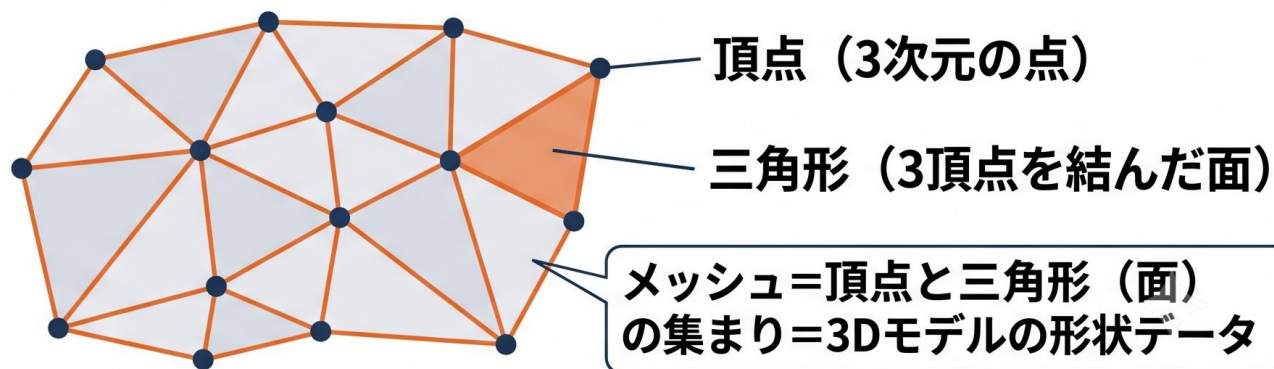 頂点（3次元の点）
三角形（3頂点を結んだ面）
メッシュ＝頂点と三角形（面）
の集まり＝3Dモデルの形状データ